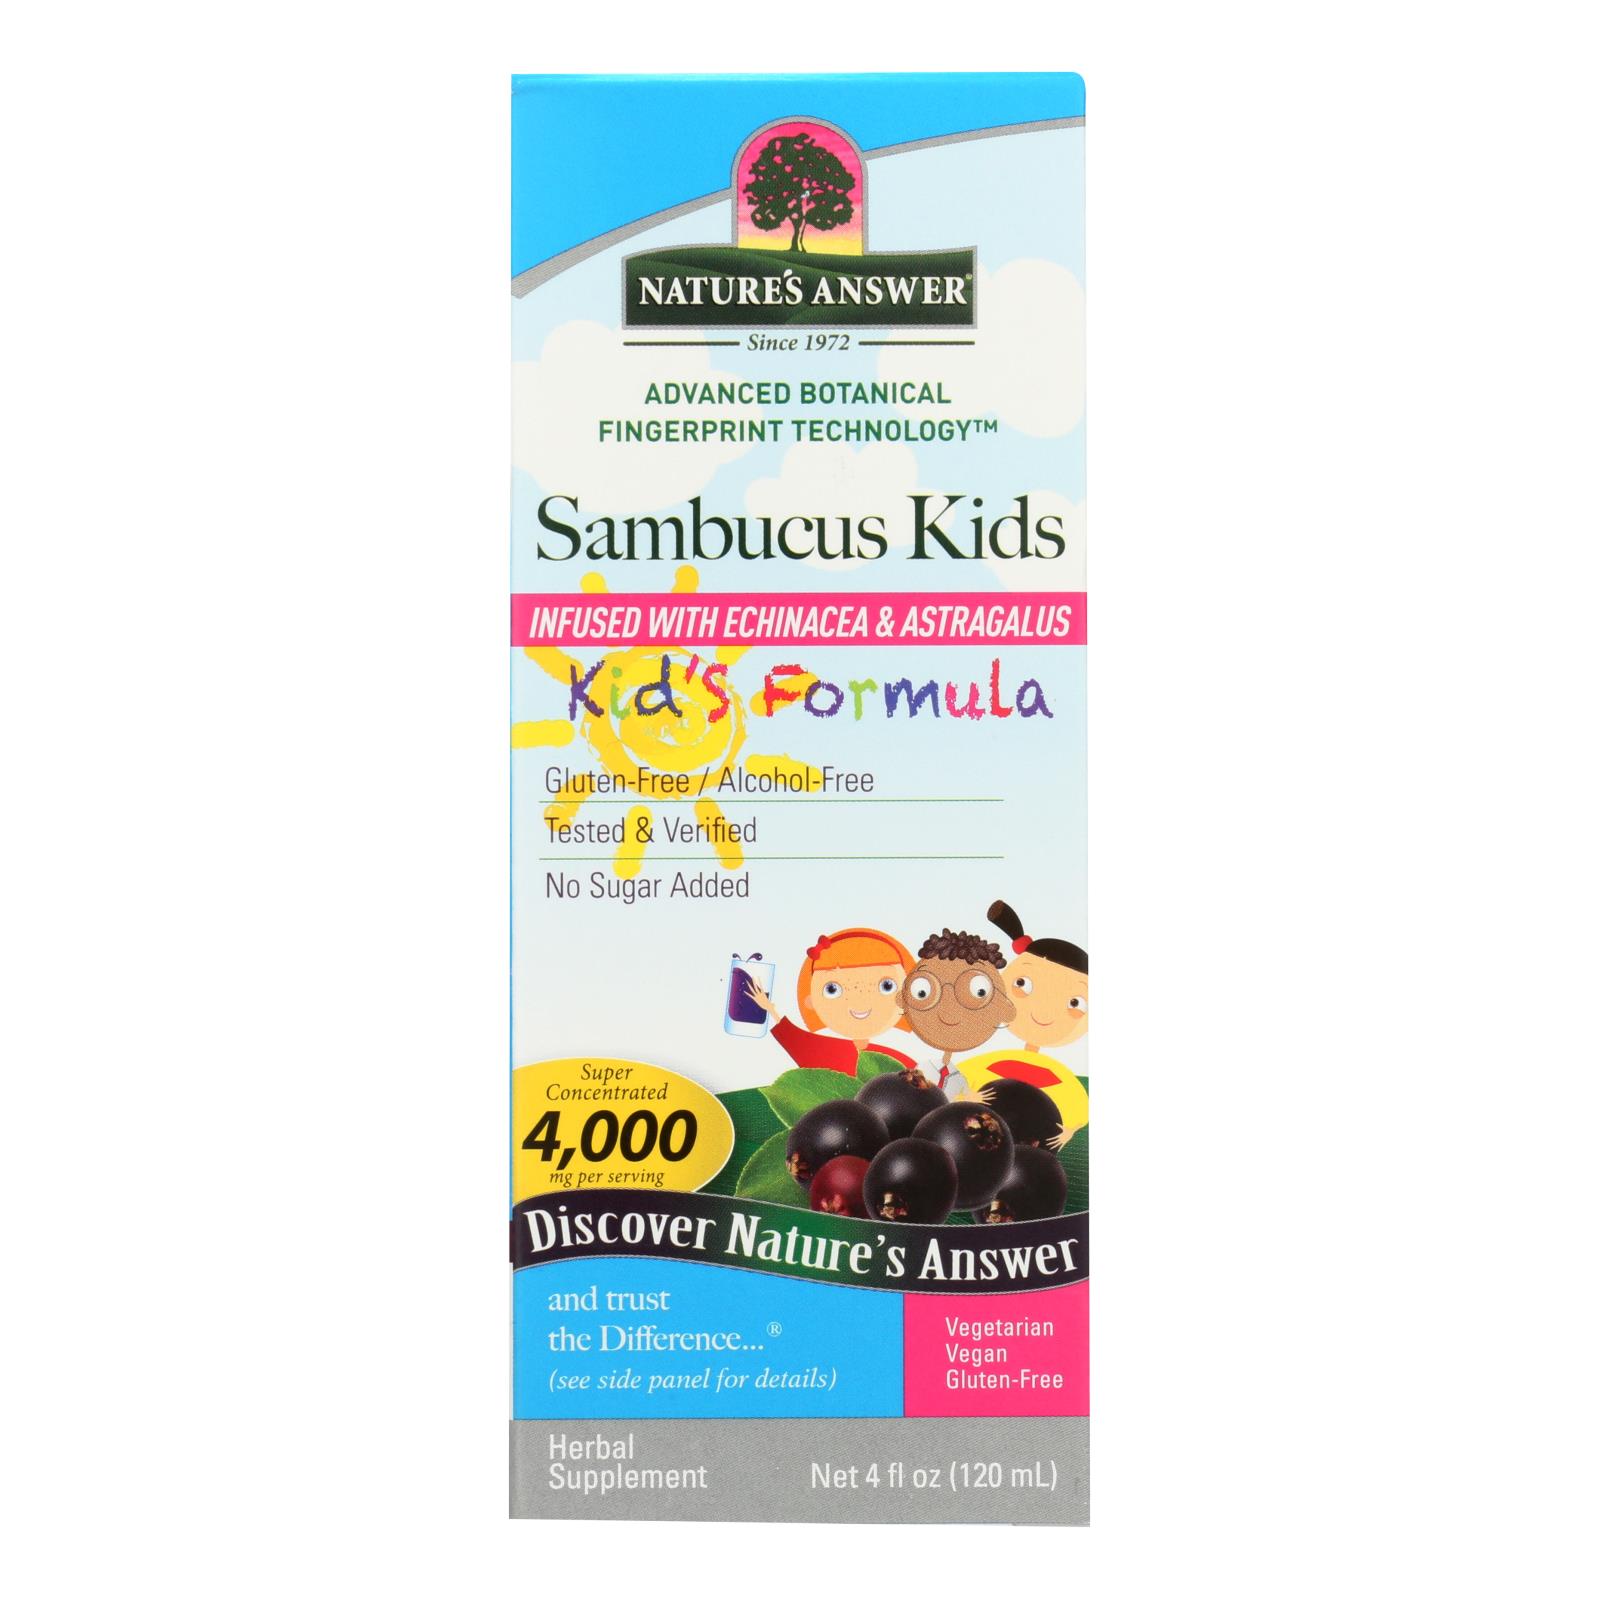 NATURE'S ANSWER®
Since 1972
ADVANCED BOTANICAL
FINGERPRINT TECHNOLOGY™
Sambucus Kids
INFUSED WITH ECHINACEA & ASTRAGALUS
Kid's Formula
Gluten-Free / Alcohol-Free
Tested & Verified
No Sugar Added
Super
Concentrated
4,000
mg per serving
Discover Nature's Answer
and trust
the Difference...®
(see side panel for details)
Vegetarian
Vegan
Gluten-Free
Herbal
Supplement
Net 4 fl oz (120 mL)